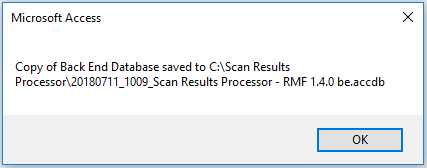 Microsoft Access
Copy of Back End Database saved to C:\Scan Results
Processor\20180711_1009_Scan Results Processor - RMF 1.4.0 be.accdb
OK